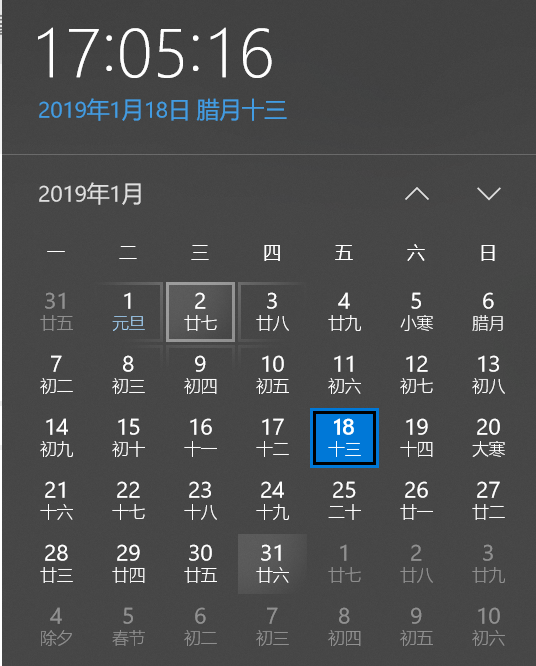 17:05:16
2019年1月18日 腊月十三
2019年1月
一 二 三 四 五 六 日
31 1 2 3 4 5 6
廿五 元旦 廿七 廿八 廿九 小寒 腊月
7 8 9 10 11 12 13
初二 初三 初四 初五 初六 初七 初八
14 15 16 17 18 19 20
初九 初十 十一 十二 十三 十四 大寒
21 22 23 24 25 26 27
十六 十七 十八 十九 二十 廿一 廿二
28 29 30 31 1 2 3
廿三 廿四 廿五 廿六 廿七 廿八 廿九
4 5 6 7 8 9 10
除夕 春节 初二 初三 初四 初五 初六